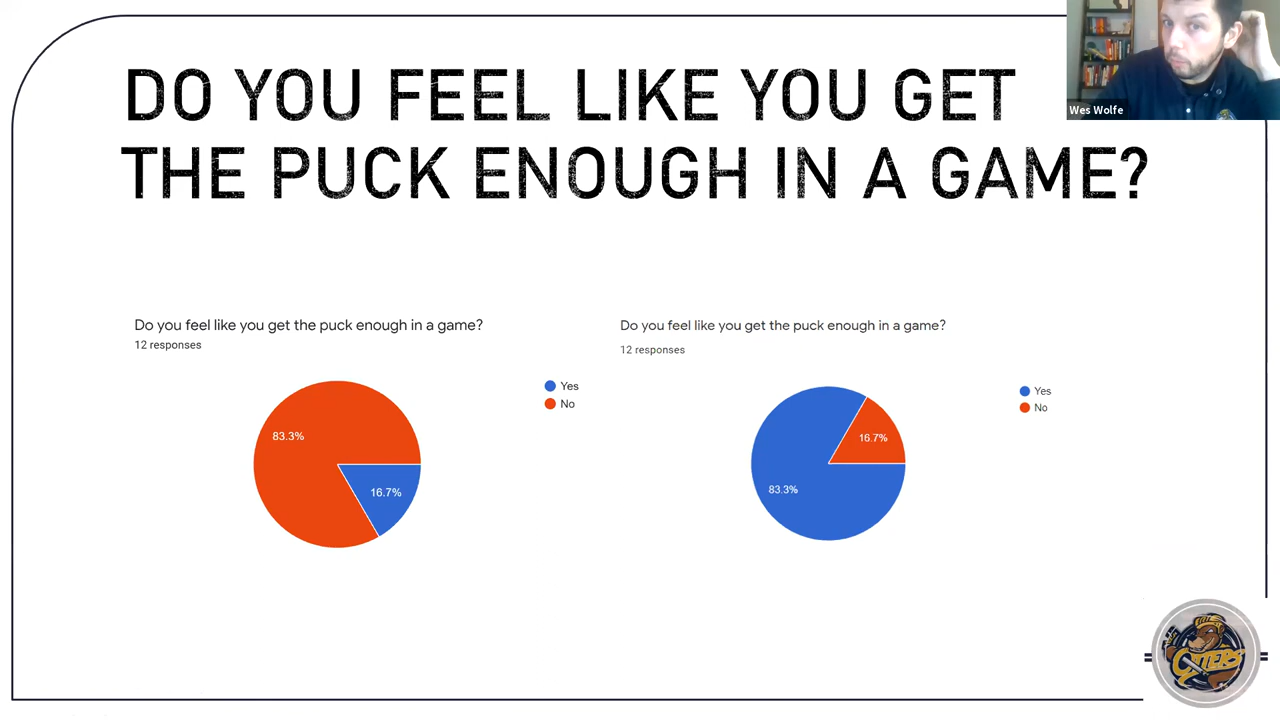 DO YOU FEEL LIKE YOU GET
THE PUCK ENOUGH IN A GAME?
Wes Wolfe
Do you feel like you get the puck enough in a game?
12 responses
Yes
No
83.3%
16.7%
Do you feel like you get the puck enough in a game?
12 responses
Yes
No
16.7%
83.3%
OTTERS